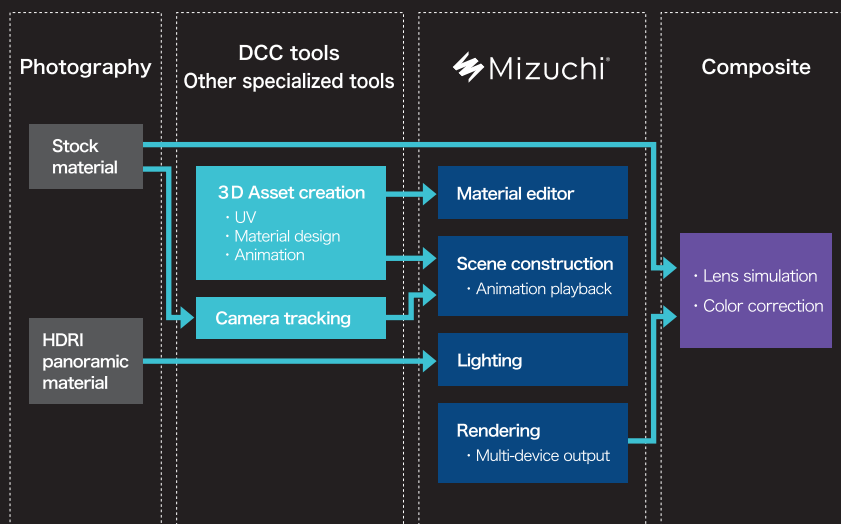 Photography
DCC tools
Other specialized tools
Mizuchi®
Composite
Stock
material
3D Asset creation
・UV
・Material design
・Animation
Camera tracking
HDRI
panoramic
material
Material editor
Scene construction
・Animation playback
Lighting
Rendering
・Multi-device output
・Lens simulation
・Color correction